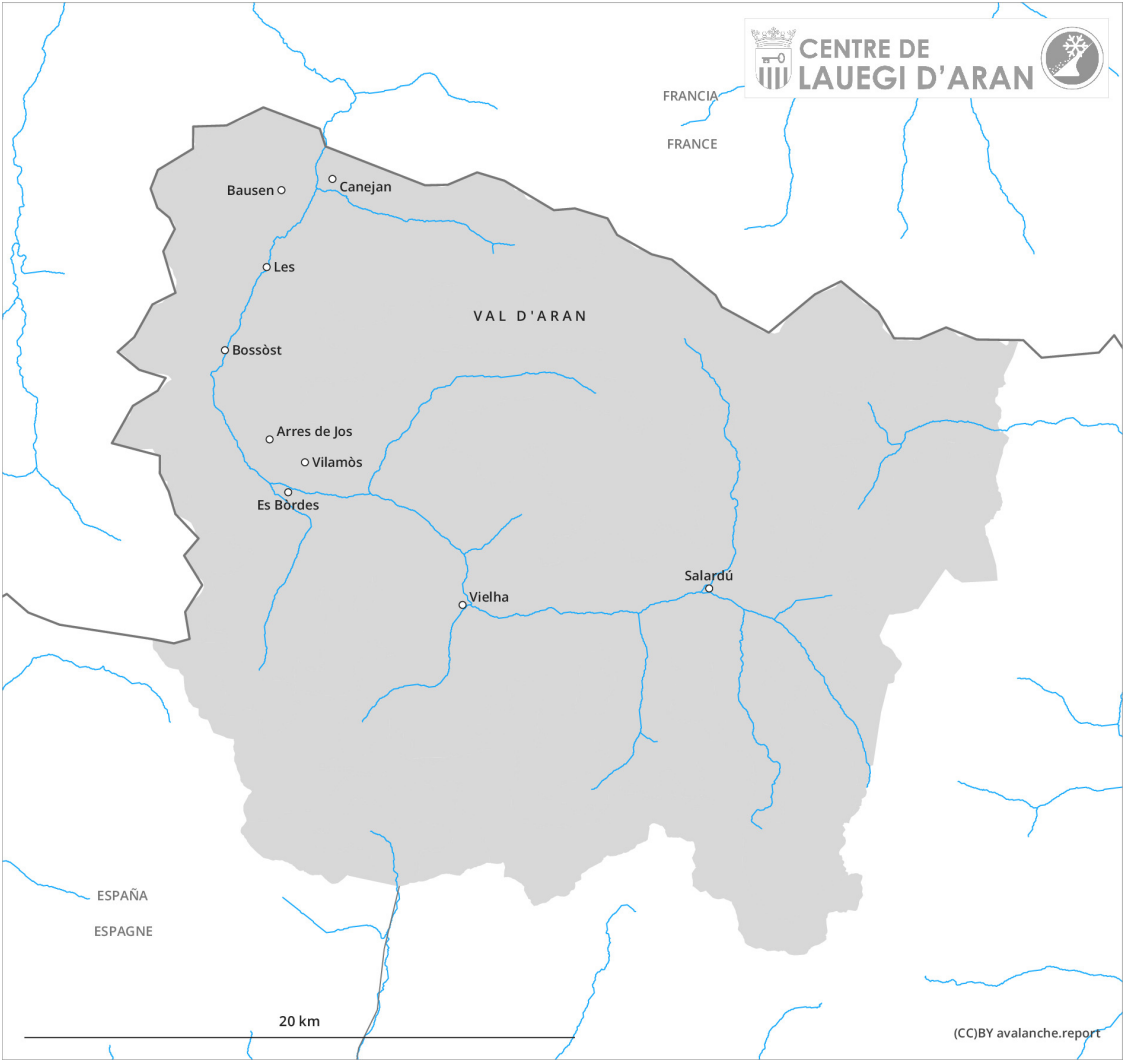 CENTRE DE
LAUEGI D'ARAN
FRANCIA
FRANCE
Bausen
Canejan
Les
VAL D'ARAN
Bossòst
Arres de Jos
Vilamòs
Es Bòrdes
Salardú
Vielha
ESPAÑA
ESPAGNE
20 km
(CC)BY avalanche.report